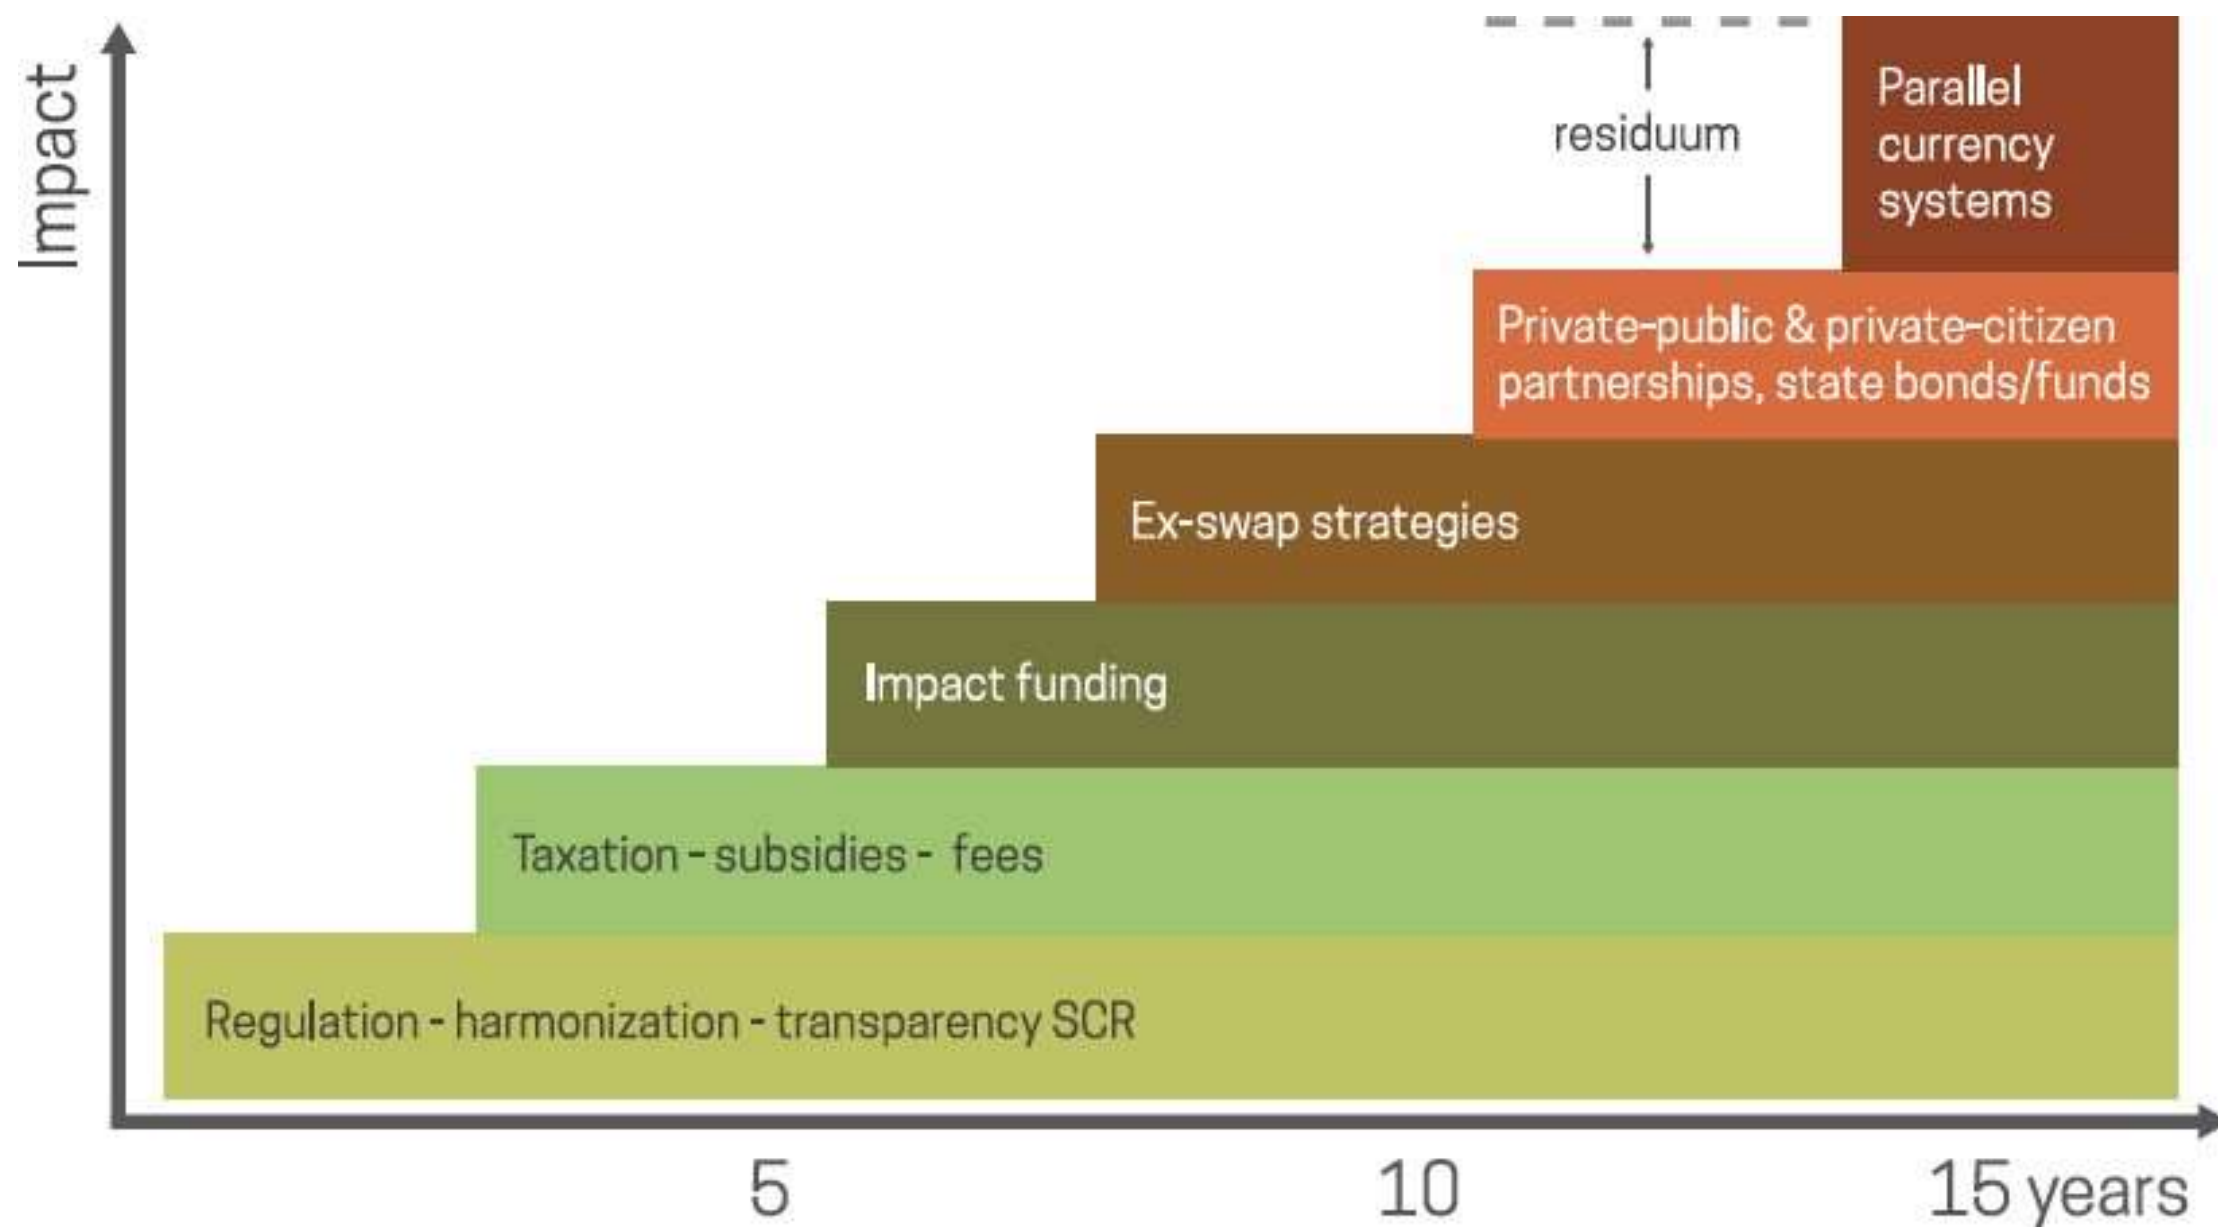 Impact
residuum
Parallel
currency
systems
Private-public & private-citizen
partnerships, state bonds/funds
Ex-swap strategies
Impact funding
Taxation - subsidies - fees
Regulation - harmonization - transparency SCR
5 10 15 years